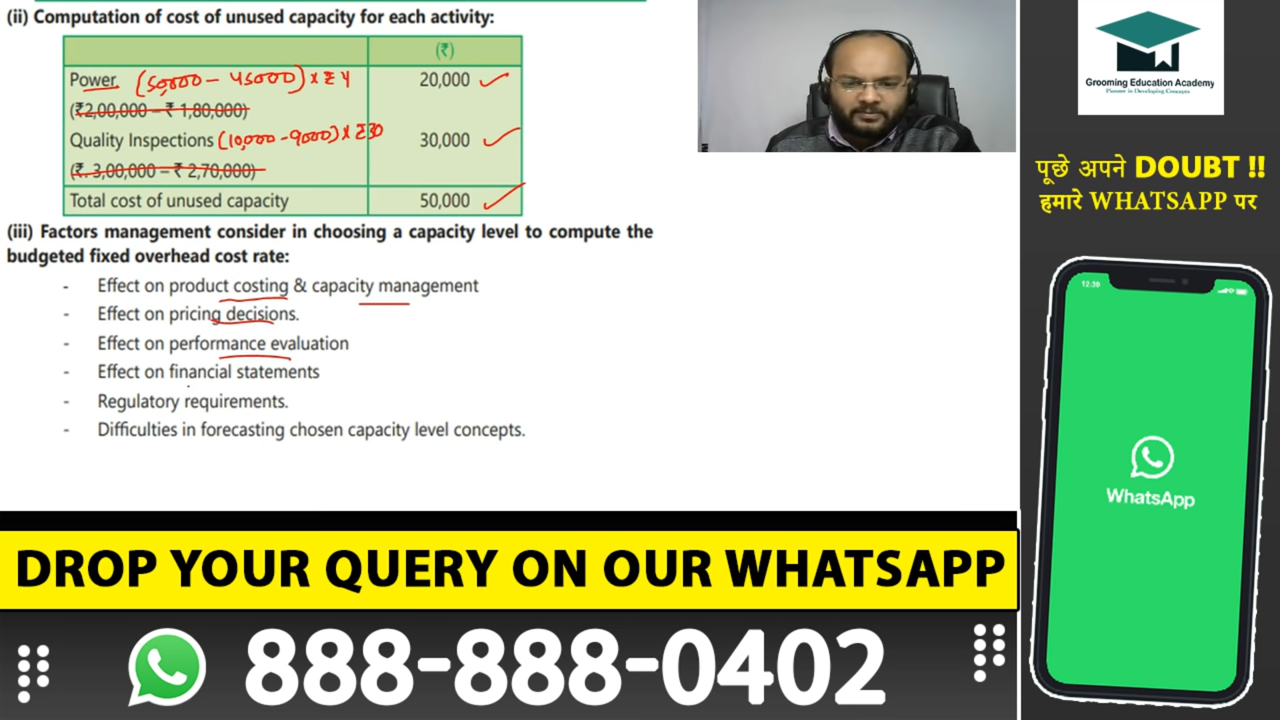 (ii) Computation of cost of unused capacity for each activity:
(₹)
Power. (50,000 - 45000) × ₹ 4 20,000
(₹2,00,000 – ₹ 1,80,000)
Quality Inspections (10,000 - 9000) × ₹30 30,000
(₹. 3,00,000 – ₹ 2,70,000)
Total cost of unused capacity 50,000
(iii) Factors management consider in choosing a capacity level to compute the
budgeted fixed overhead cost rate:
- Effect on product costing & capacity management
- Effect on pricing decisions.
- Effect on performance evaluation
- Effect on financial statements
- Regulatory requirements.
- Difficulties in forecasting chosen capacity level concepts.
Grooming Education Academy
Pioneer in Developing Concepts
पूछे अपने DOUBT !!
हमारे WHATSAPP पर
12:30
WhatsApp
DROP YOUR QUERY ON OUR WHATSAPP
888-888-0402